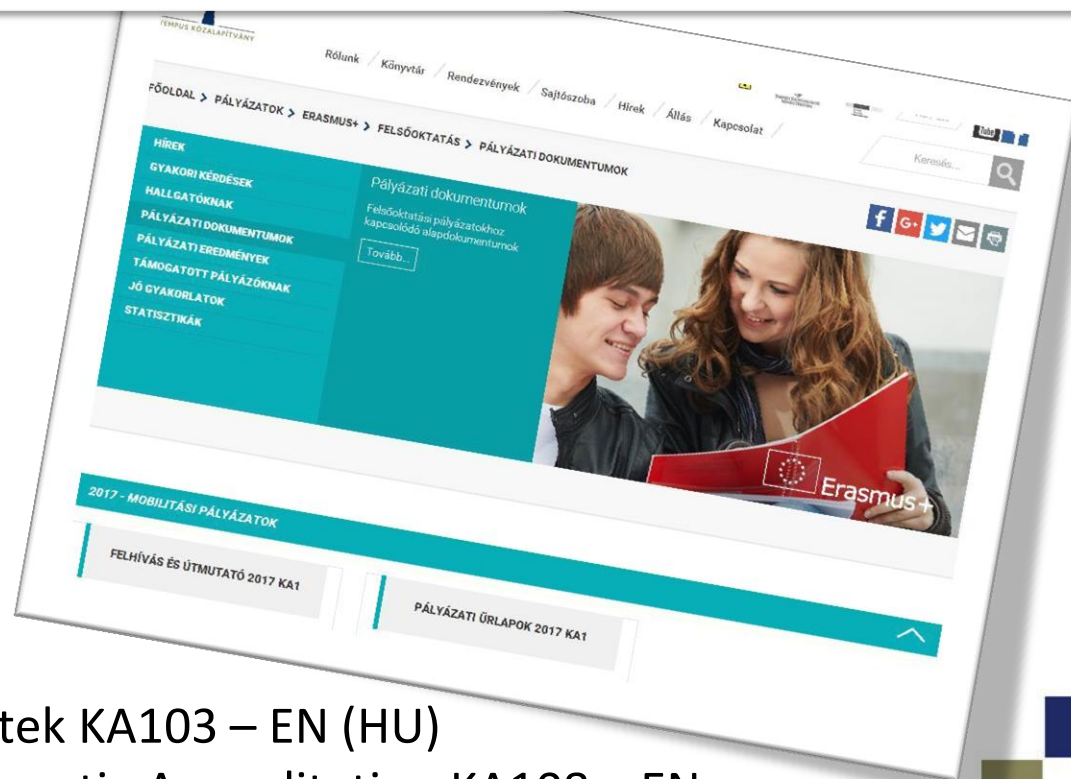 TEMPUS KÖZALAPÍTVÁNY
Rólunk / Könyvtár / Rendezvények / Sajtószoba / Hírek / Állás / Kapcsolat /
Tube
FŐOLDAL > PÁLYÁZATOK > ERASMUS+ > FELSŐOKTATÁS > PÁLYÁZATI DOKUMENTUMOK
Keresés...
HÍREK
GYAKORI KÉRDÉSEK
HALLGATÓKNAK
PÁLYÁZATI DOKUMENTUMOK
PÁLYÁZATI EREDMÉNYEK
TÁMOGATOTT PÁLYÁZÓKNAK
JÓ GYAKORLATOK
STATISZTIKÁK
Pályázati dokumentumok
Felsőoktatási pályázatokhoz
kapcsolódó alapdokumentumok
Tovább...
f G+
Erasmus+
2017 - MOBILITÁSI PÁLYÁZATOK
FELHÍVÁS ÉS ÚTMUTATÓ 2017 KA1
PÁLYÁZATI ŰRLAPOK 2017 KA1
tek KA103 – EN (HU)